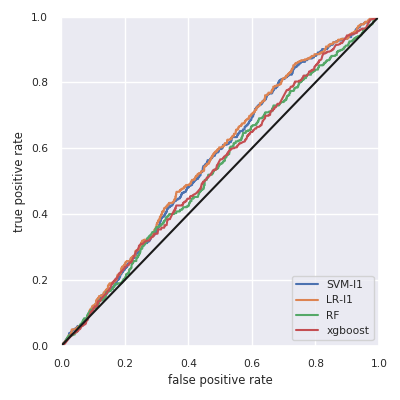 1.0
0.8
0.6
0.4
0.2
0.0
true positive rate
SVM-l1
LR-l1
RF
xgboost
0.0 0.2 0.4 0.6 0.8 1.0
false positive rate